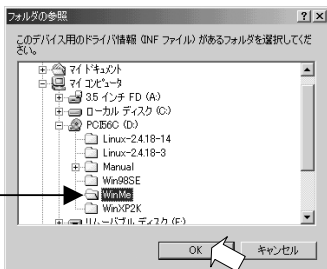 フォルダの参照
このデバイス用のドライバ情報 (INF ファイル) があるフォルダを選択してくだ
さい。
マイ ドキュメント
マイ コンピュータ
3.5 インチ FD (A:)
ローカル ディスク (C:)
PCI56C (D:)
Linux-2.4.18-14
Linux-2.4.18-3
Manual
Win98SE
WinMe
WinXP2K
リムーバブル ディスク (E:)
OK
キャンセル